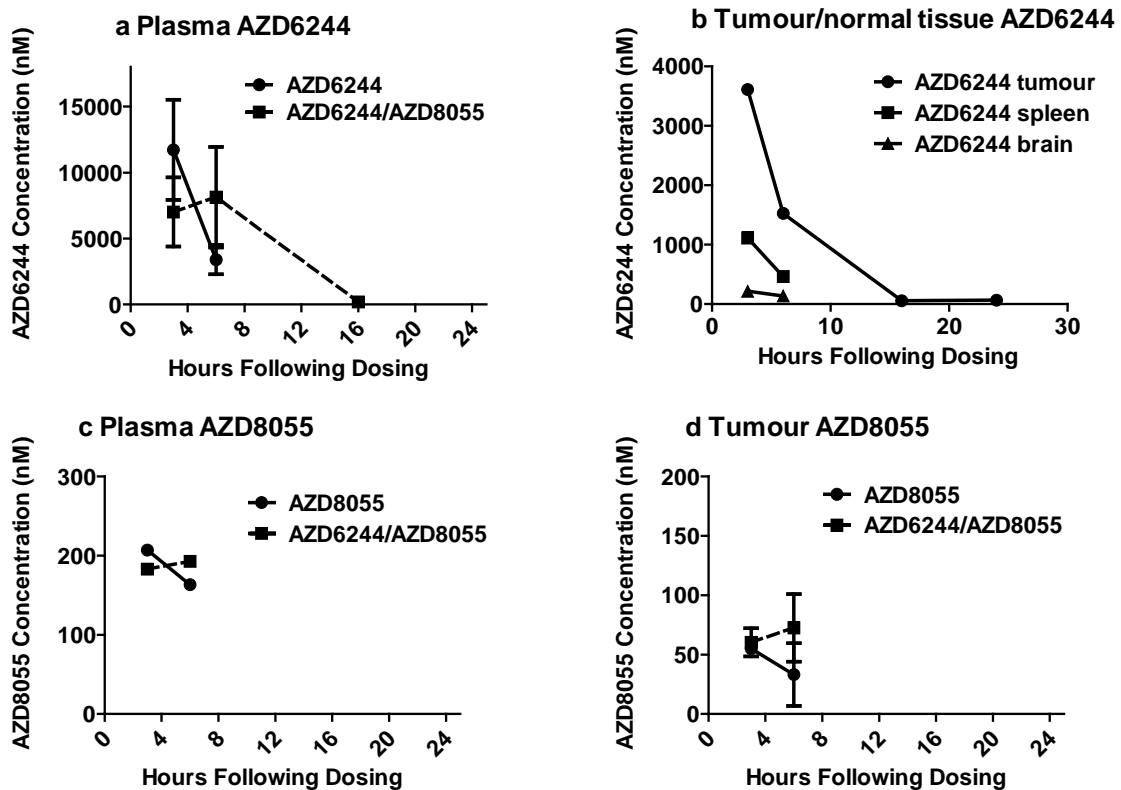 a Plasma AZD6244
AZD6244 Concentration (nM)
15000
10000
5000
0
0
4
8
12
16
20
24
Hours Following Dosing
AZD6244
AZD6244/AZD8055
b Tumour/normal tissue AZD6244
AZD6244 Concentration (nM)
4000
3000
2000
1000
0
0
10
20
30
Hours Following Dosing
AZD6244 tumour
AZD6244 spleen
AZD6244 brain
c Plasma AZD8055
AZD8055 Concentration (nM)
300
200
100
0
0
4
8
12
16
20
24
Hours Following Dosing
AZD8055
AZD6244/AZD8055
d Tumour AZD8055
AZD8055 Concentration (nM)
200
150
100
50
0
0
4
8
12
16
20
24
Hours Following Dosing
AZD8055
AZD6244/AZD8055